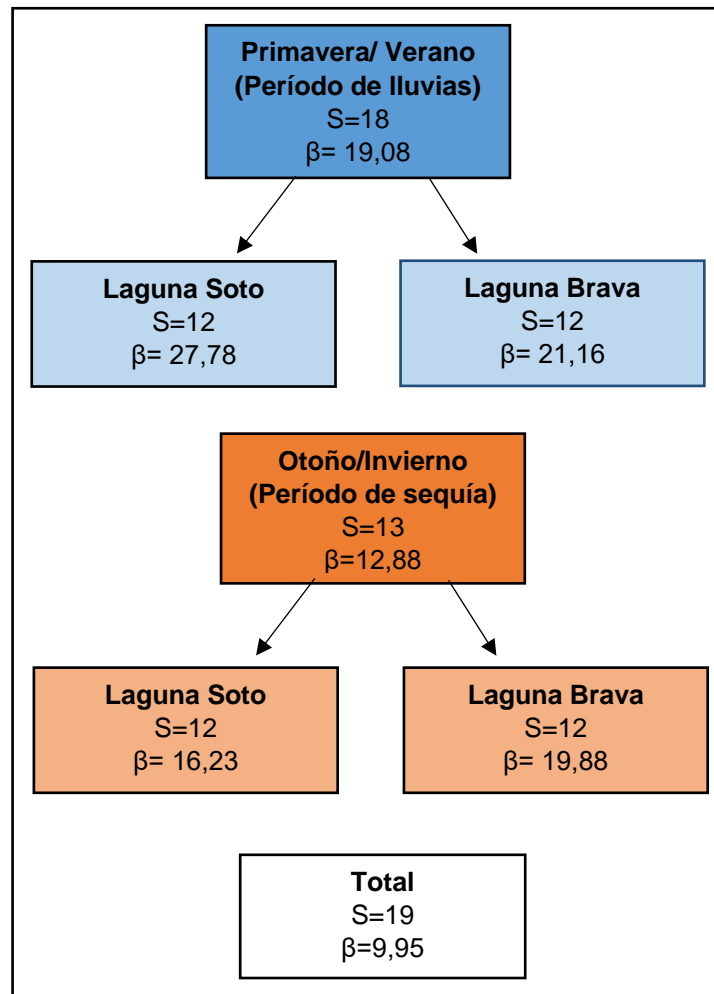 Primavera/ Verano
(Período de lluvias)
S=18
β= 19,08
Laguna Soto
S=12
β= 27,78
Laguna Brava
S=12
β= 21,16
Otoño/Invierno
(Período de sequía)
S=13
β=12,88
Laguna Soto
S=12
β= 16,23
Laguna Brava
S=12
β= 19,88
Total
S=19
β=9,95